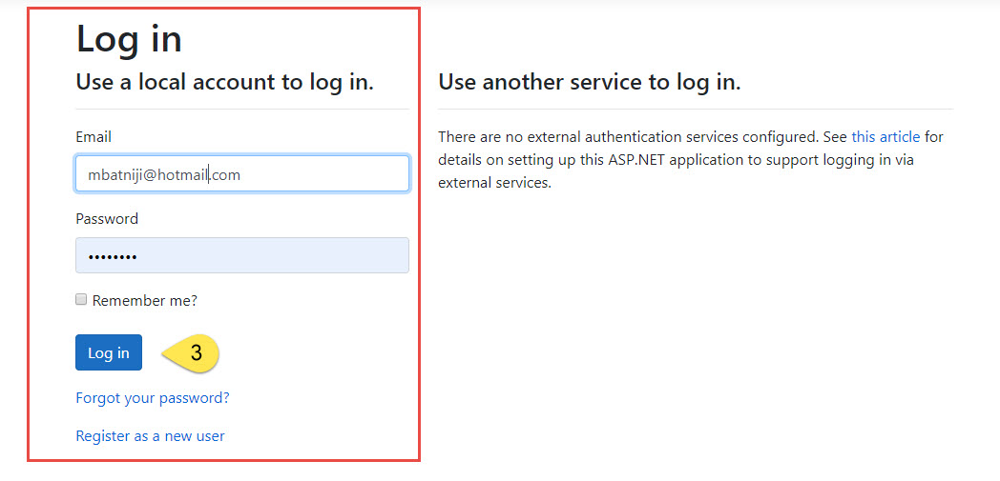 Log in
Use a local account to log in.
Email
mbatniji@hotmail.com
Password
••••••••
Remember me?
Log in
3
Forgot your password?
Register as a new user
Use another service to log in.
There are no external authentication services configured. See this article for
details on setting up this ASP.NET application to support logging in via
external services.